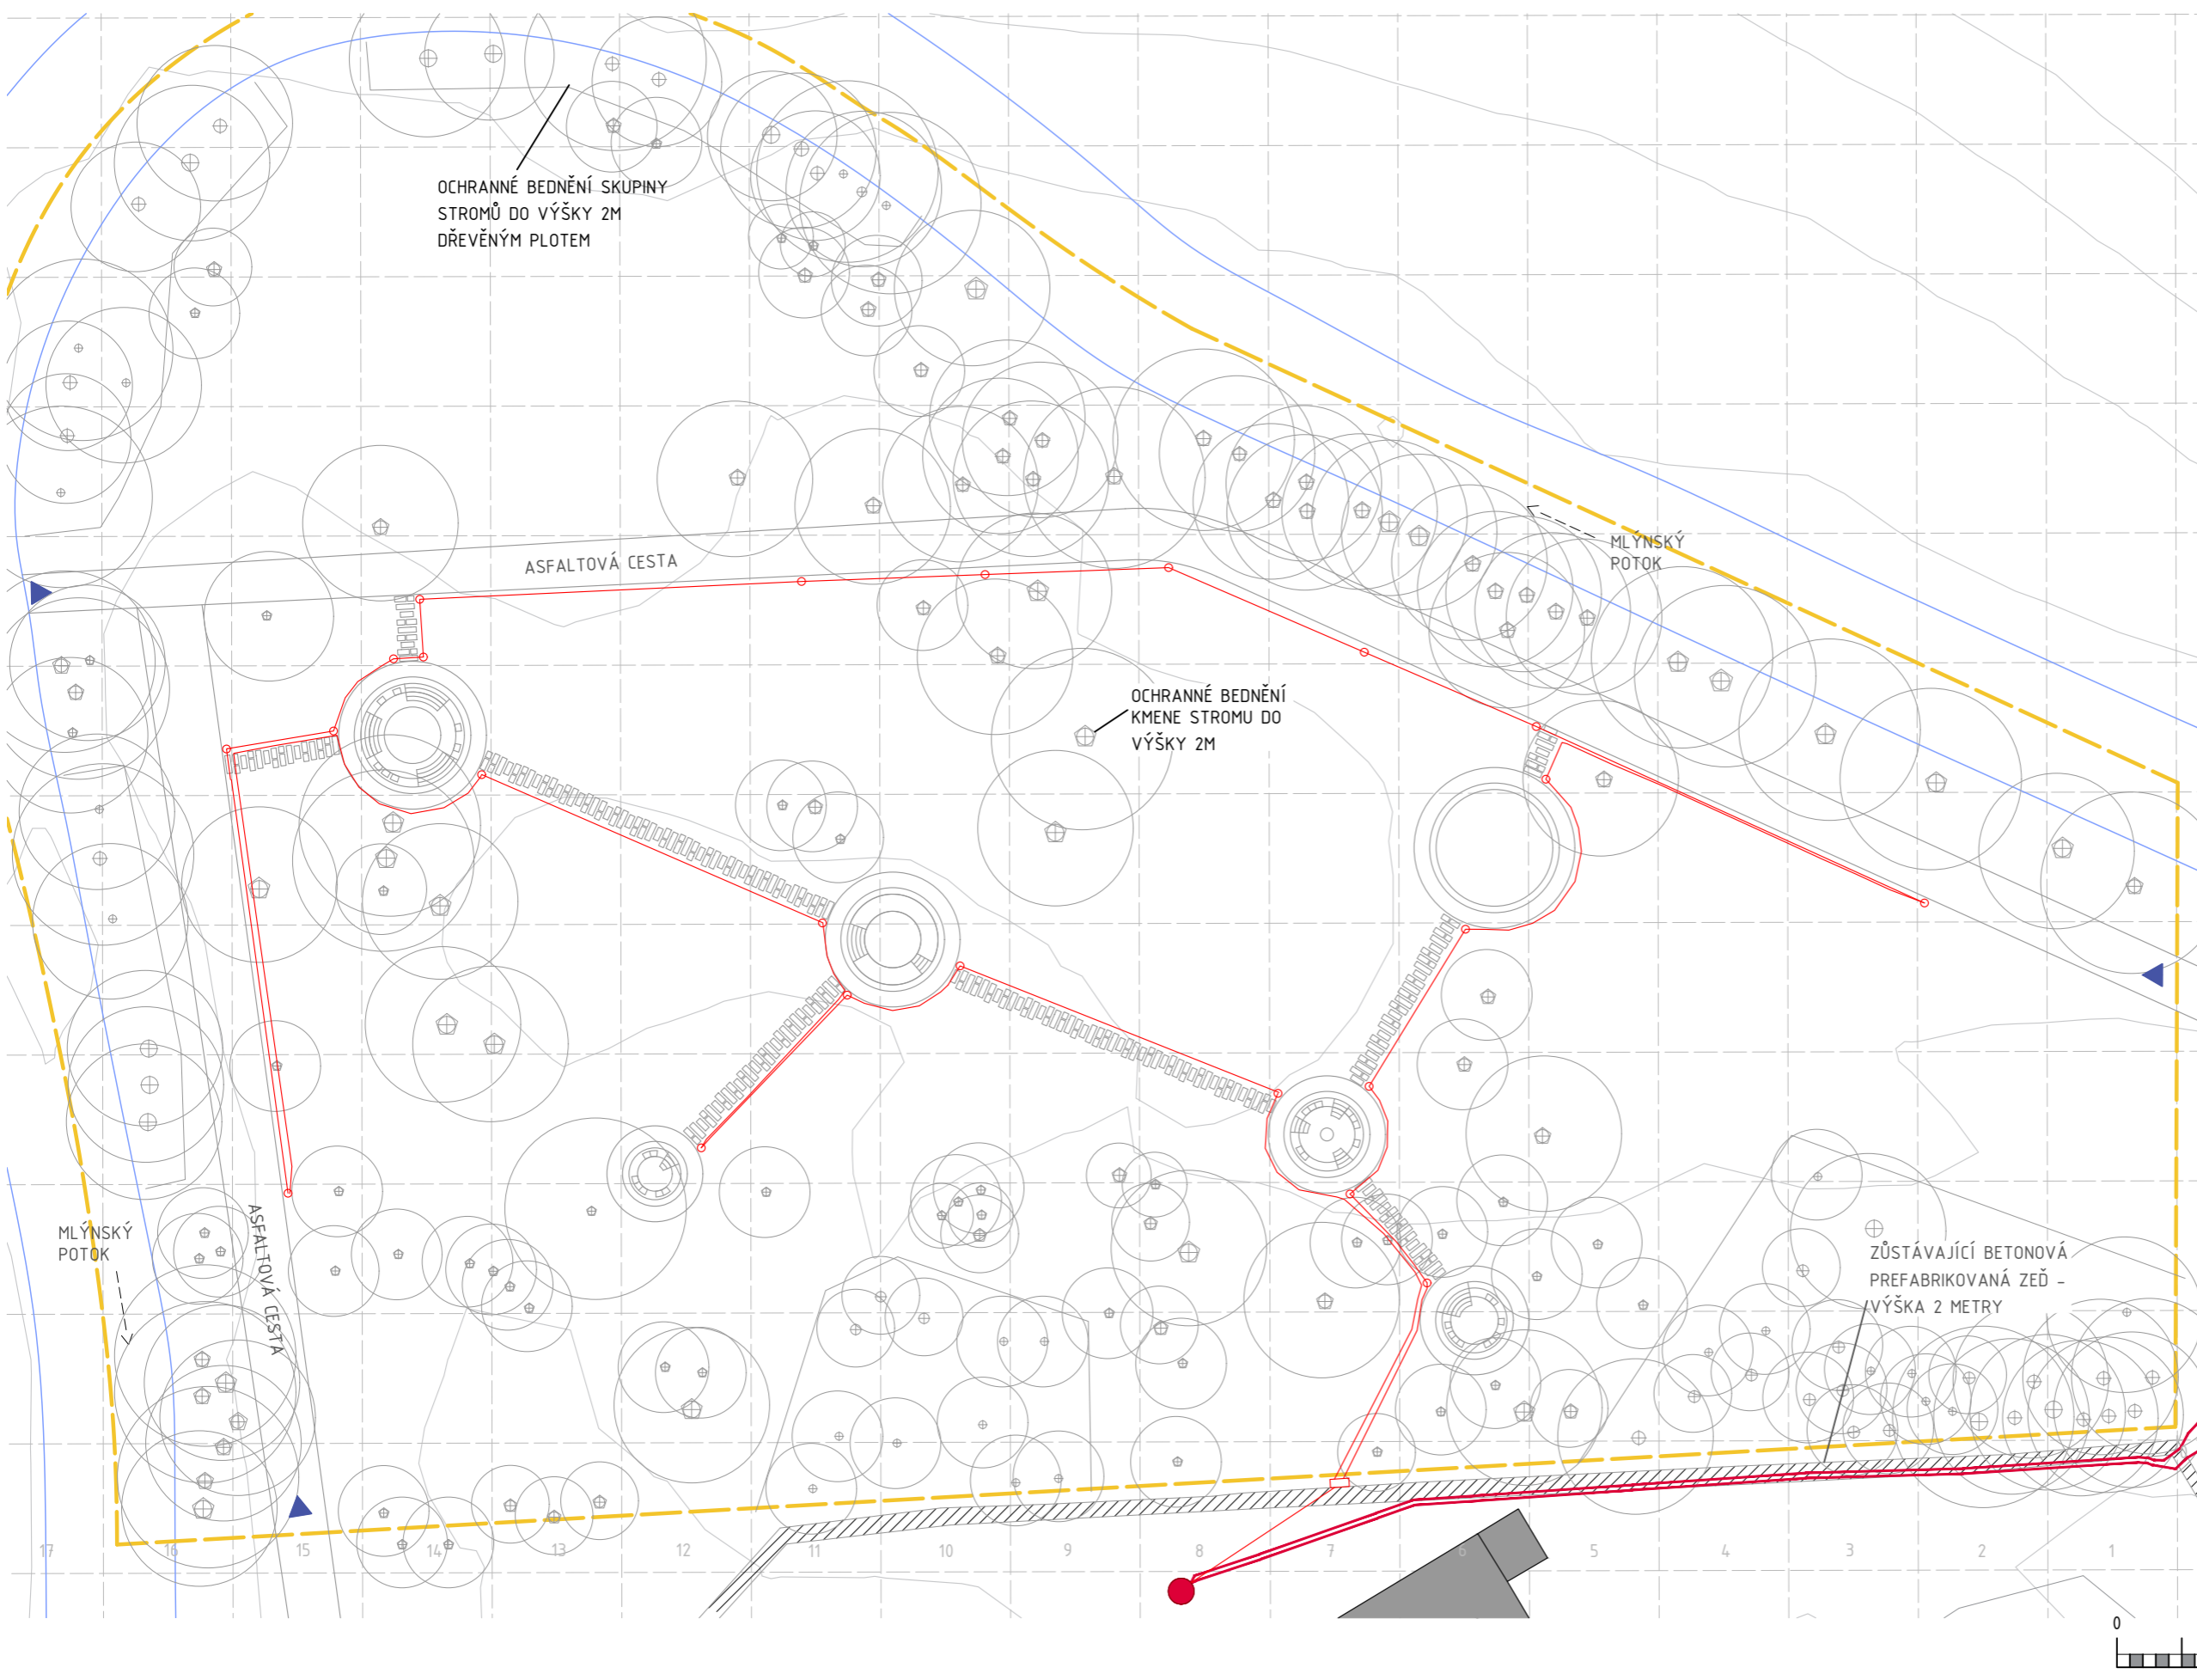 OCHRANNÉ BEDNĚNÍ SKUPINY
STROMŮ DO VÝŠKY 2M
DŘEVĚNÝM PLOTEM
ASFALTOVÁ CESTA
MLÝNSKÝ
POTOK
OCHRANNÉ BEDNĚNÍ
KMENE STROMU DO
VÝŠKY 2M
MLÝNSKÝ
POTOK
ASFALTOVÁ CESTA
ZŮSTÁVAJÍCÍ BETONOVÁ
PREFABRIKOVANÁ ZEĎ -
VÝŠKA 2 METRY
17 16 15 14 13 12 11 10 9 8 7 6 5 4 3 2 1
0